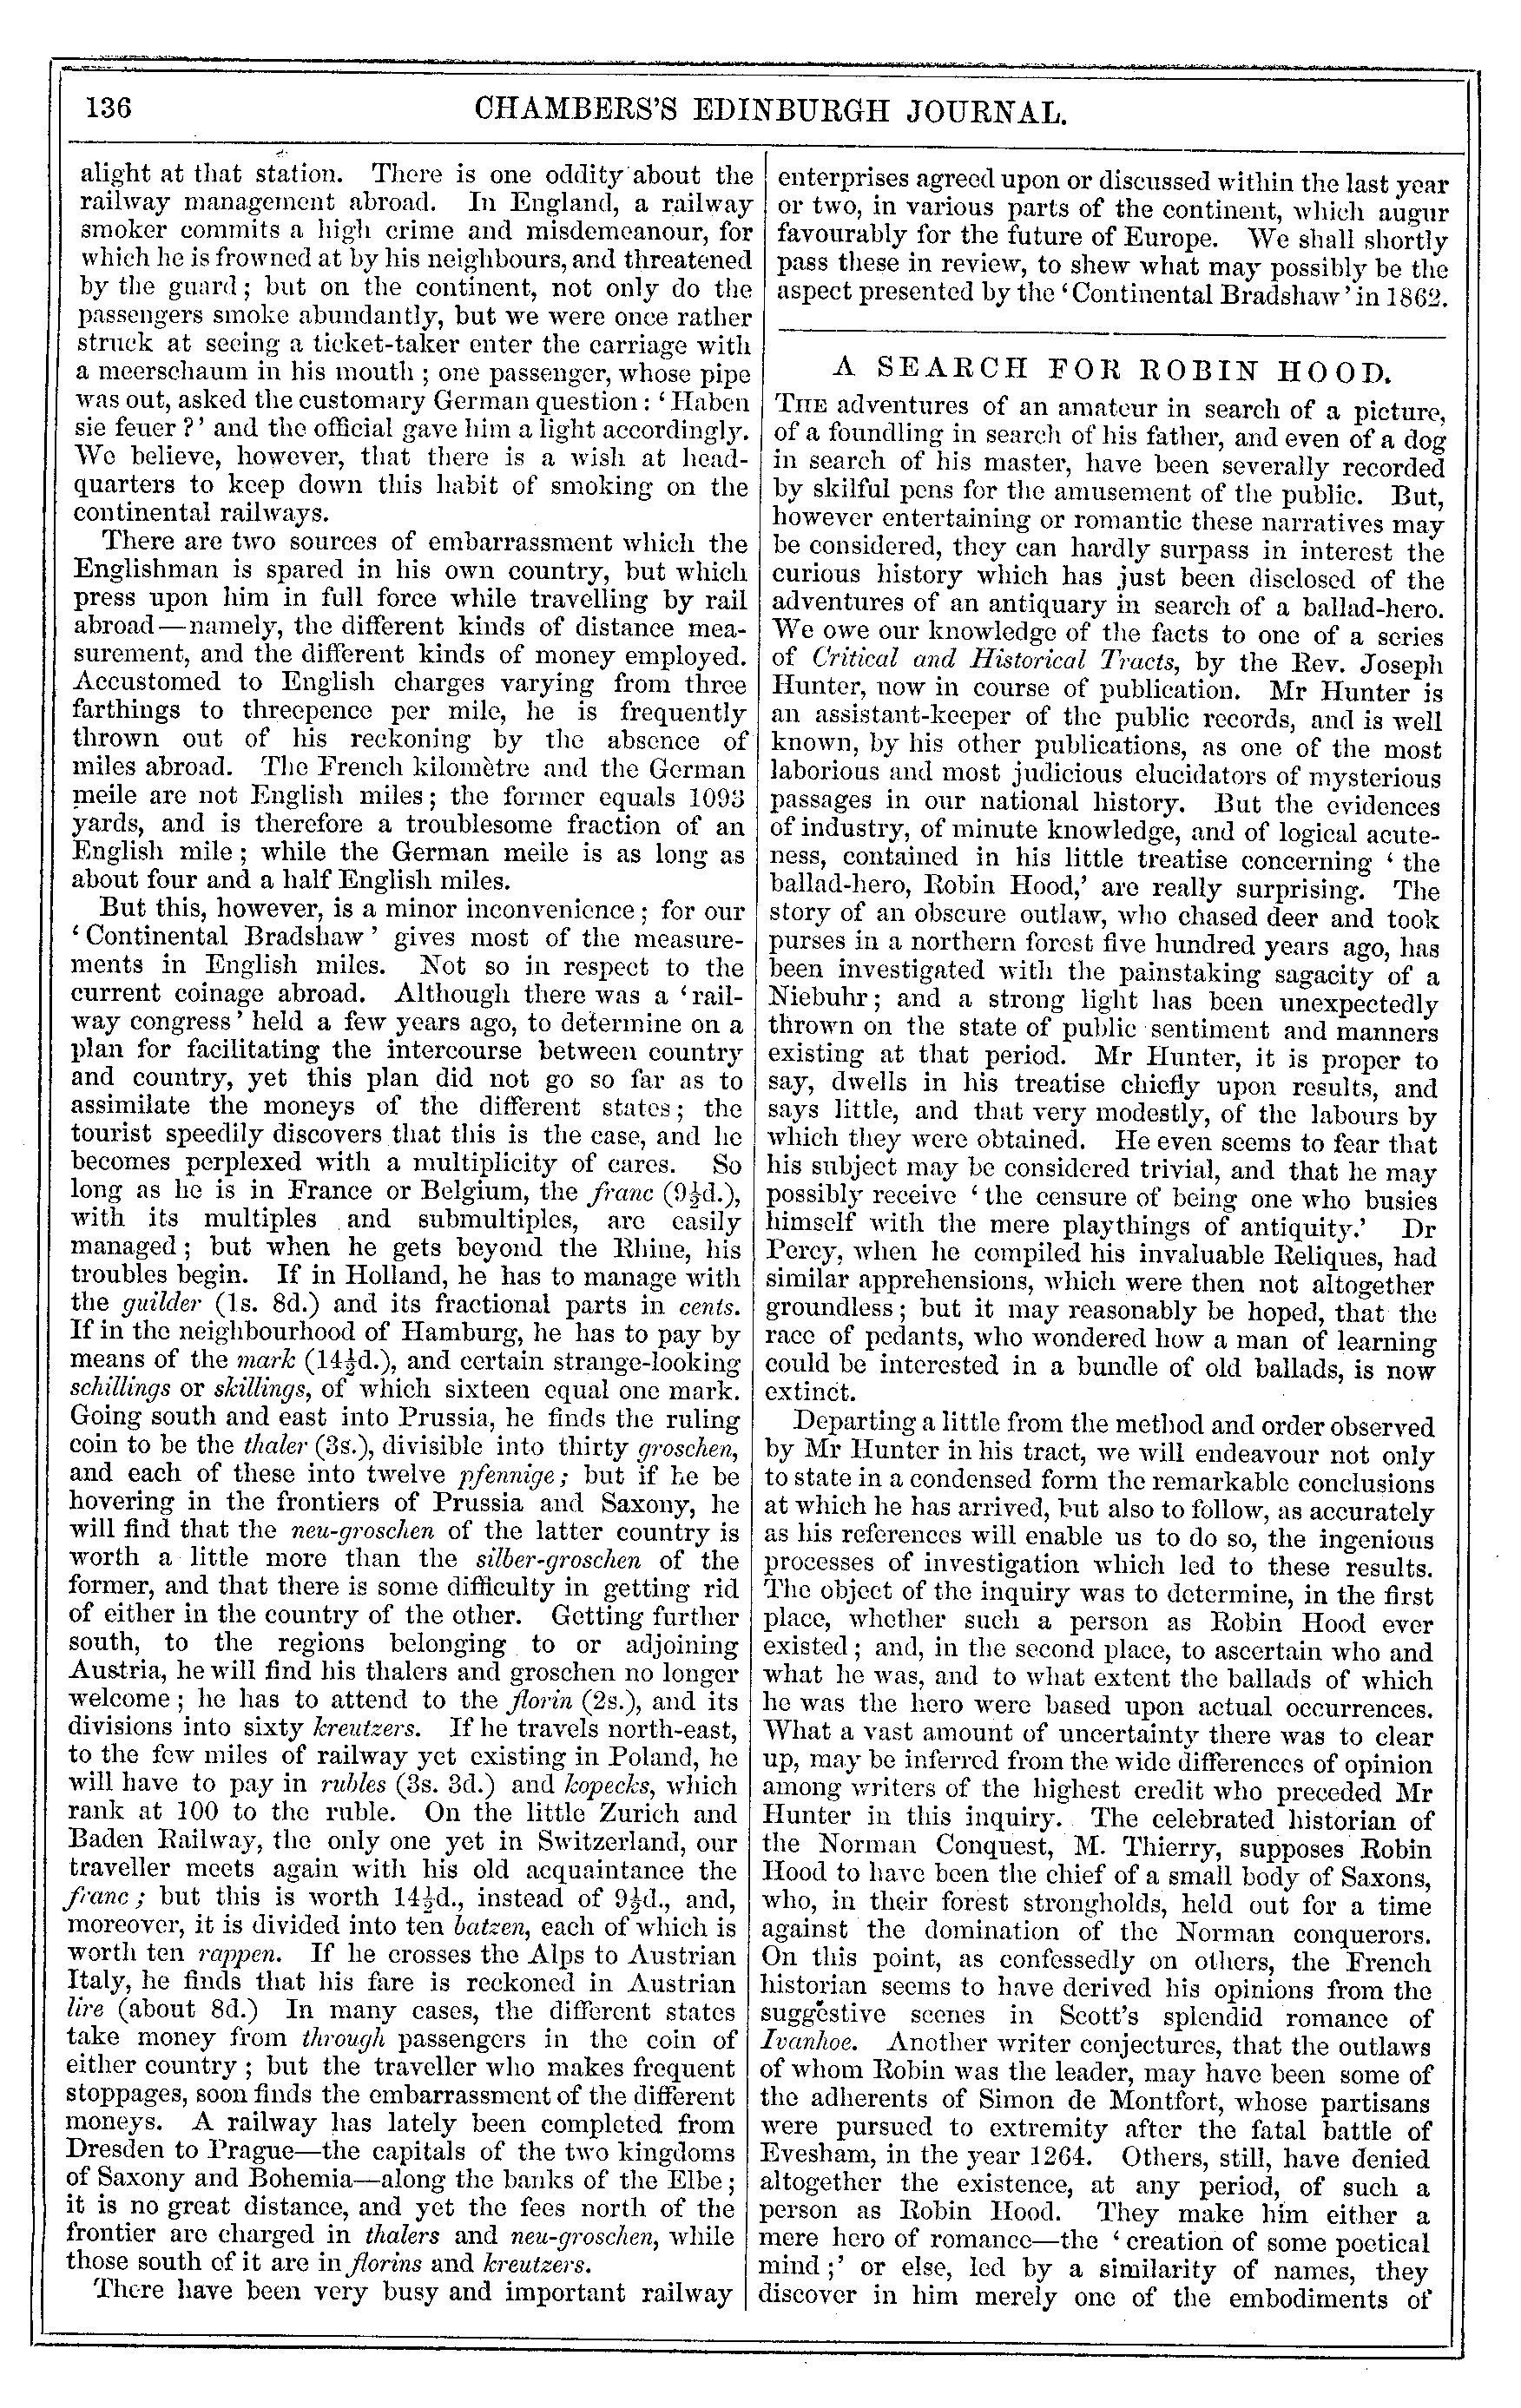 136
CHAMBERS'S EDINBURGH JOURNAL.
alight at that station. There is one oddity about the
railway management abroad. In England, a railway
smoker commits a high crime and misdemeanour, for
which he is frowned at by his neighbours, and threatened
by the guard; but on the continent, not only do the
passengers smoke abundantly, but we were once rather
struck at seeing a ticket-taker enter the carriage with
a meerschaum in his mouth; one passenger, whose pipe
was out, asked the customary German question: 'Haben
sie feuer?' and the official gave him a light accordingly.
We believe, however, that there is a wish at head-
quarters to keep down this habit of smoking on the
continental railways.
There are two sources of embarrassment which the
Englishman is spared in his own country, but which
press upon him in full force while travelling by rail
abroad—namely, the different kinds of distance mea-
surement, and the different kinds of money employed.
Accustomed to English charges varying from three
farthings to threepence per mile, he is frequently
thrown out of his reckoning by the absence of
miles abroad. The French kilomètre and the German
meile are not English miles; the former equals 1093
yards, and is therefore a troublesome fraction of an
English mile; while the German meile is as long as
about four and a half English miles.
But this, however, is a minor inconvenience; for our
'Continental Bradshaw' gives most of the measure-
ments in English miles. Not so in respect to the
current coinage abroad. Although there was a 'rail-
way congress' held a few years ago, to determine on a
plan for facilitating the intercourse between country
and country, yet this plan did not go so far as to
assimilate the moneys of the different states; the
tourist speedily discovers that this is the case, and he
becomes perplexed with a multiplicity of cares. So
long as he is in France or Belgium, the franc (9½d.),
with its multiples and submultiples, are easily
managed; but when he gets beyond the Rhine, his
troubles begin. If in Holland, he has to manage with
the guilder (1s. 8d.) and its fractional parts in cents.
If in the neighbourhood of Hamburg, he has to pay by
means of the mark (14½d.), and certain strange-looking
schillings or skillings, of which sixteen equal one mark.
Going south and east into Prussia, he finds the ruling
coin to be the thaler (3s.), divisible into thirty groschen,
and each of these into twelve pfennige; but if he be
hovering in the frontiers of Prussia and Saxony, he
will find that the neu-groschen of the latter country is
worth a little more than the silber-groschen of the
former, and that there is some difficulty in getting rid
of either in the country of the other. Getting further
south, to the regions belonging to or adjoining
Austria, he will find his thalers and groschen no longer
welcome; he has to attend to the florin (2s.), and its
divisions into sixty kreutzers. If he travels north-east,
to the few miles of railway yet existing in Poland, he
will have to pay in rubles (3s. 3d.) and kopecks, which
rank at 100 to the ruble. On the little Zurich and
Baden Railway, the only one yet in Switzerland, our
traveller meets again with his old acquaintance the
franc; but this is worth 14½d., instead of 9½d., and,
moreover, it is divided into ten batzen, each of which is
worth ten rappen. If he crosses the Alps to Austrian
Italy, he finds that his fare is reckoned in Austrian
lire (about 8d.) In many cases, the different states
take money from through passengers in the coin of
either country; but the traveller who makes frequent
stoppages, soon finds the embarrassment of the different
moneys. A railway has lately been completed from
Dresden to Prague—the capitals of the two kingdoms
of Saxony and Bohemia—along the banks of the Elbe;
it is no great distance, and yet the fees north of the
frontier are charged in thalers and neu-groschen, while
those south of it are in florins and kreutzers.
There have been very busy and important railway
enterprises agreed upon or discussed within the last year
or two, in various parts of the continent, which augur
favourably for the future of Europe. We shall shortly
pass these in review, to shew what may possibly be the
aspect presented by the 'Continental Bradshaw' in 1862.
A SEARCH FOR ROBIN HOOD.
THE adventures of an amateur in search of a picture,
of a foundling in search of his father, and even of a dog
in search of his master, have been severally recorded
by skilful pens for the amusement of the public. But,
however entertaining or romantic these narratives may
be considered, they can hardly surpass in interest the
curious history which has just been disclosed of the
adventures of an antiquary in search of a ballad-hero.
We owe our knowledge of the facts to one of a series
of Critical and Historical Tracts, by the Rev. Joseph
Hunter, now in course of publication. Mr Hunter is
an assistant-keeper of the public records, and is well
known, by his other publications, as one of the most
laborious and most judicious elucidators of mysterious
passages in our national history. But the evidences
of industry, of minute knowledge, and of logical acute-
ness, contained in his little treatise concerning 'the
ballad-hero, Robin Hood,' are really surprising. The
story of an obscure outlaw, who chased deer and took
purses in a northern forest five hundred years ago, has
been investigated with the painstaking sagacity of a
Niebuhr; and a strong light has been unexpectedly
thrown on the state of public sentiment and manners
existing at that period. Mr Hunter, it is proper to
say, dwells in his treatise chiefly upon results, and
says little, and that very modestly, of the labours by
which they were obtained. He even seems to fear that
his subject may be considered trivial, and that he may
possibly receive 'the censure of being one who busies
himself with the mere playthings of antiquity.' Dr
Percy, when he compiled his invaluable Reliques, had
similar apprehensions, which were then not altogether
groundless; but it may reasonably be hoped, that the
race of pedants, who wondered how a man of learning
could be interested in a bundle of old ballads, is now
extinct.
Departing a little from the method and order observed
by Mr Hunter in his tract, we will endeavour not only
to state in a condensed form the remarkable conclusions
at which he has arrived, but also to follow, as accurately
as his references will enable us to do so, the ingenious
processes of investigation which led to these results.
The object of the inquiry was to determine, in the first
place, whether such a person as Robin Hood ever
existed; and, in the second place, to ascertain who and
what he was, and to what extent the ballads of which
he was the hero were based upon actual occurrences.
What a vast amount of uncertainty there was to clear
up, may be inferred from the wide differences of opinion
among writers of the highest credit who preceded Mr
Hunter in this inquiry. The celebrated historian of
the Norman Conquest, M. Thierry, supposes Robin
Hood to have been the chief of a small body of Saxons,
who, in their forest strongholds, held out for a time
against the domination of the Norman conquerors.
On this point, as confessedly on others, the French
historian seems to have derived his opinions from the
suggestive scenes in Scott's splendid romance of
Ivanhoe. Another writer conjectures, that the outlaws
of whom Robin was the leader, may have been some of
the adherents of Simon de Montfort, whose partisans
were pursued to extremity after the fatal battle of
Evesham, in the year 1264. Others, still, have denied
altogether the existence, at any period, of such a
person as Robin Hood. They make him either a
mere hero of romance—the 'creation of some poetical
mind;' or else, led by a similarity of names, they
discover in him merely one of the embodiments of